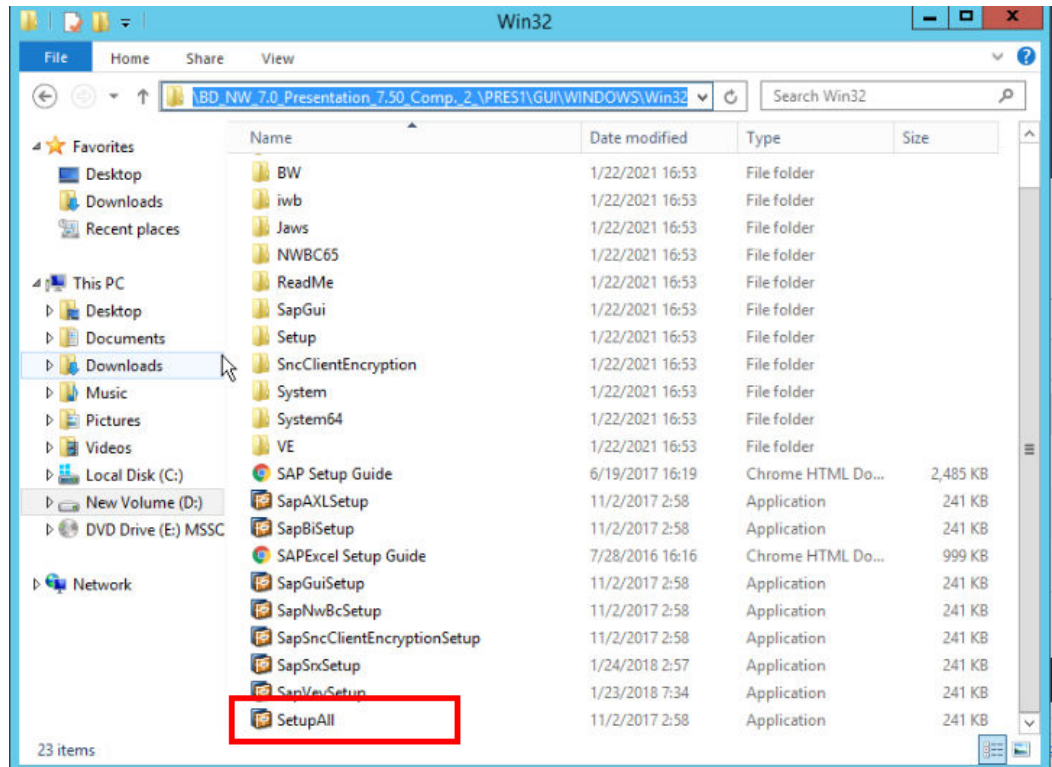 Win32
File Home Share View
\BD_NW_7.0_Presentation_7.50_Comp._2_\PRES1\GUI\WINDOWS\Win32 Search Win32
Name Date modified Type Size
Favorites
Desktop
Downloads
Recent places
This PC
Desktop
Documents
Downloads
Music
Pictures
Videos
Local Disk (C:)
New Volume (D:)
DVD Drive (E:) MSSC
Network
BW 1/22/2021 16:53 File folder
iwb 1/22/2021 16:53 File folder
Jaws 1/22/2021 16:53 File folder
NWBC65 1/22/2021 16:53 File folder
ReadMe 1/22/2021 16:53 File folder
SapGui 1/22/2021 16:53 File folder
Setup 1/22/2021 16:53 File folder
SncClientEncryption 1/22/2021 16:53 File folder
System 1/22/2021 16:53 File folder
System64 1/22/2021 16:53 File folder
VE 1/22/2021 16:53 File folder
SAP Setup Guide 6/19/2017 16:19 Chrome HTML Do... 2,485 KB
SapAXLSetup 11/2/2017 2:58 Application 241 KB
SapBiSetup 11/2/2017 2:58 Application 241 KB
SAPExcel Setup Guide 7/28/2016 16:16 Chrome HTML Do... 999 KB
SapGuiSetup 11/2/2017 2:58 Application 241 KB
SapNwBcSetup 11/2/2017 2:58 Application 241 KB
SapSncClientEncryptionSetup 11/2/2017 2:58 Application 241 KB
SapSrxSetup 1/24/2018 2:57 Application 241 KB
SapVevSetup 1/23/2018 7:34 Application 241 KB
SetupAll 11/2/2017 2:58 Application 241 KB
23 items